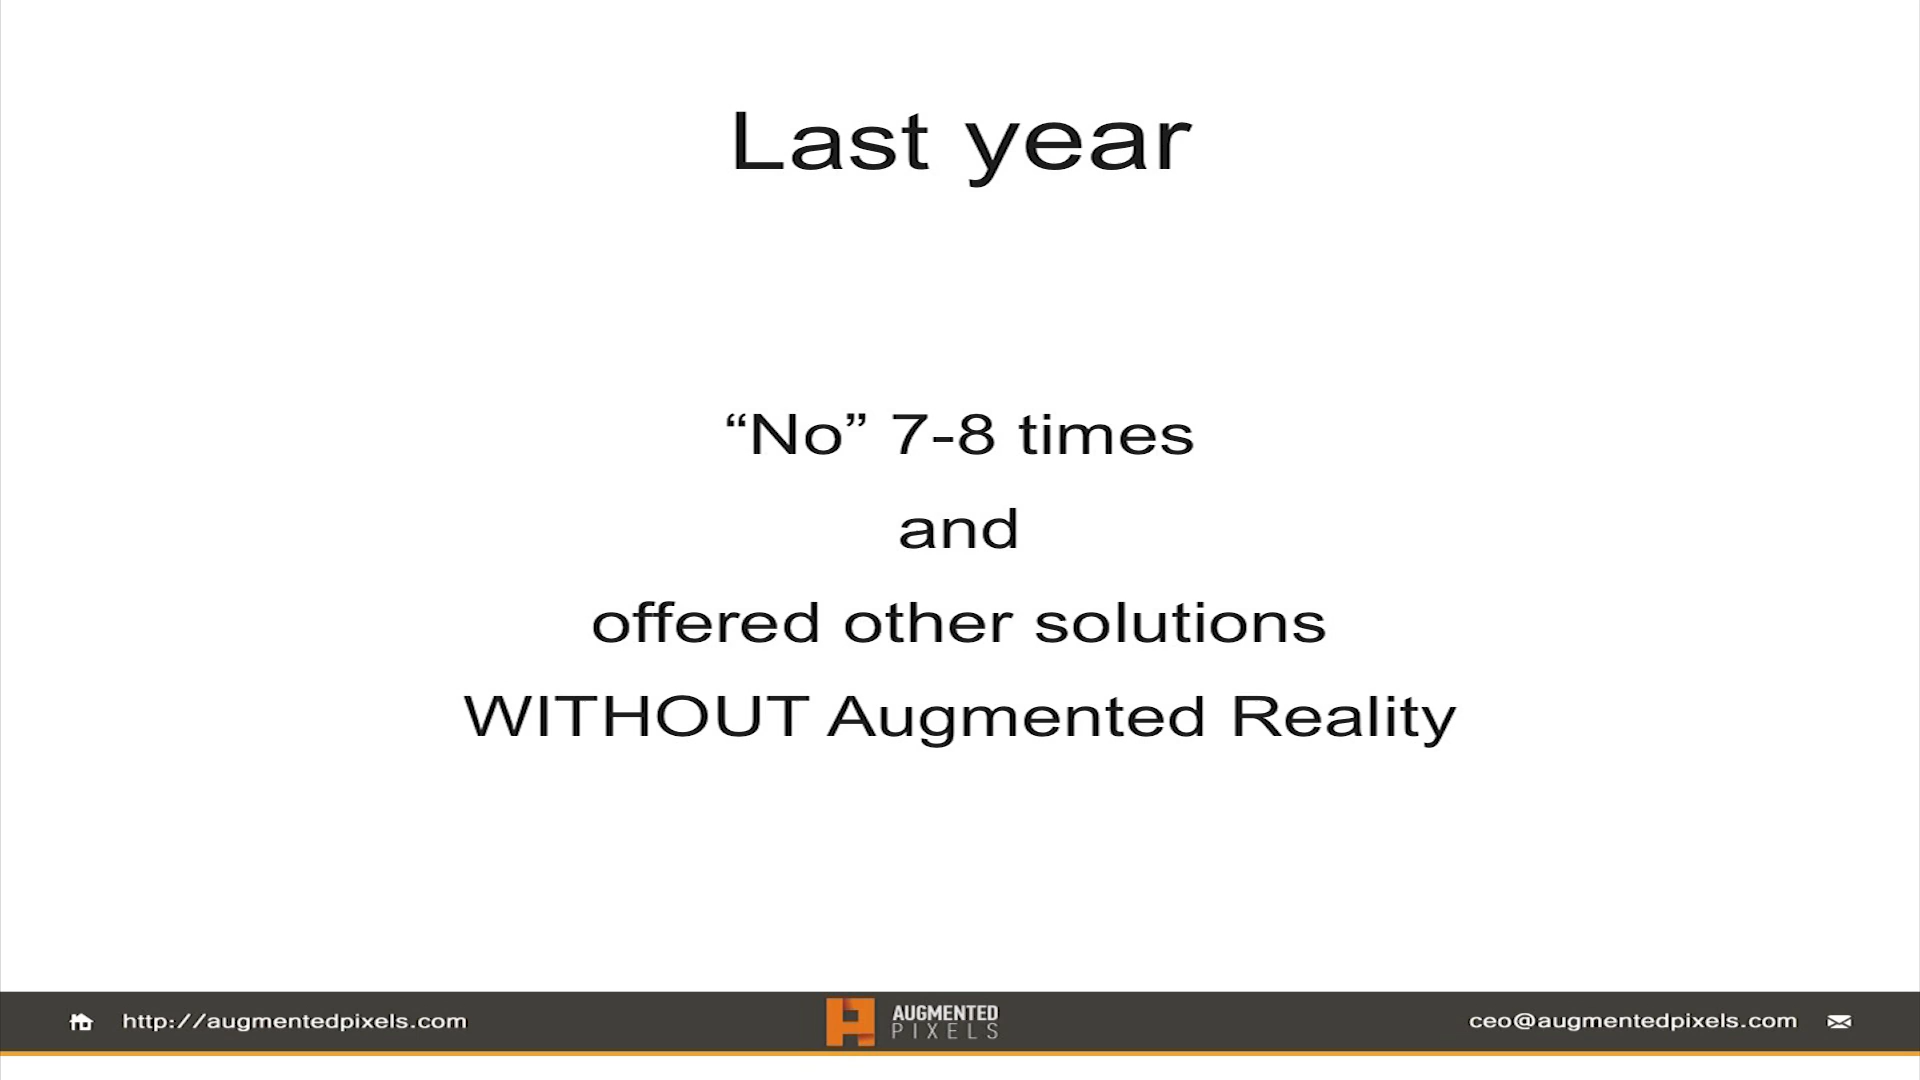 Last year
“No” 7-8 times
and
offered other solutions
WITHOUT Augmented Reality
http://augmentedpixels.com
AUGMENTED
PIXELS
ceo@augmentedpixels.com